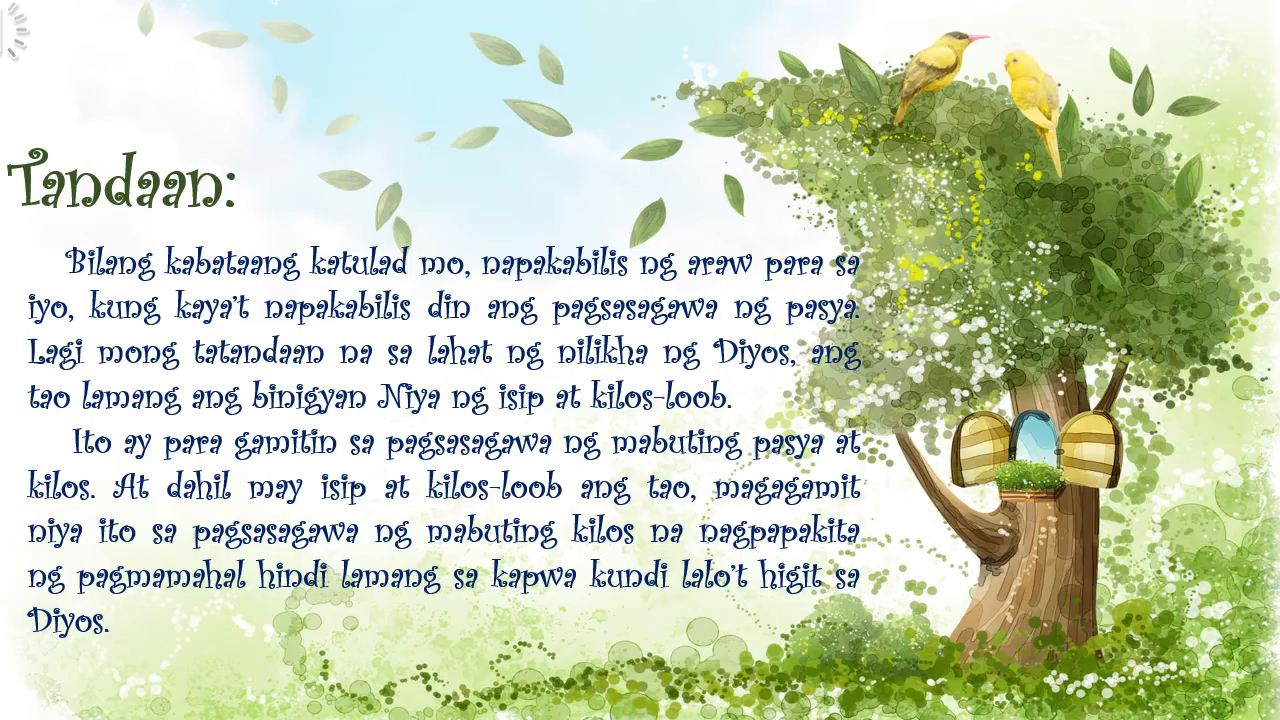 Tandaan:
Bilang kabataang katulad mo, napakabilis ng araw para sa
iyo, kung kaya't napakabilis din ang pagsasagawa ng pasya.
Lagi mong tatandaan na sa lahat ng nilikha ng Diyos, ang
tao lamang ang binigyan Niya ng isip at kilos-loob.
Ito ay para gamitin sa pagsasagawa ng mabuting pasya at
kilos. At dahil may isip at kilos-loob ang tao, magagamit
niya ito sa pagsasagawa ng mabuting kilos na nagpapakita
ng pagmamahal hindi lamang sa kapwa kundi lalo't higit sa
Diyos.